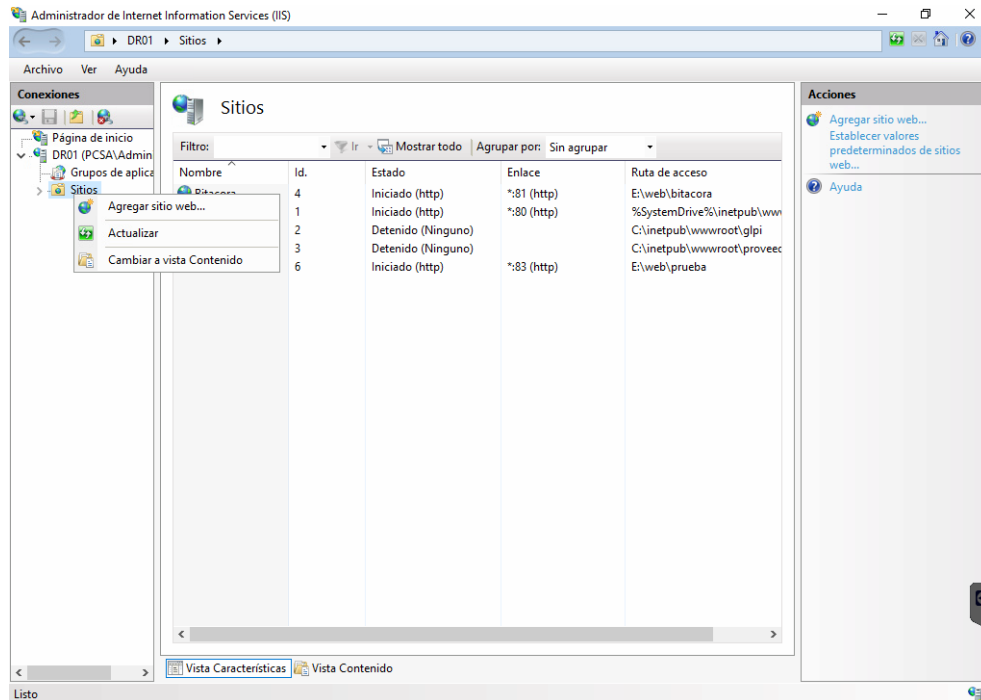 Administrador de Internet Information Services (IIS)
DR01 Sitios
Archivo Ver Ayuda
Conexiones
Página de inicio
DR01 (PCSA\Admin
Grupos de aplica
Sitios
Agregar sitio web...
Actualizar
Cambiar a vista Contenido
Sitios
Filtro: Ir Mostrar todo Agrupar por: Sin agrupar
Nombre Id. Estado Enlace Ruta de acceso
Bitacora 4 Iniciado (http) *:81 (http) E:\web\bitacora
1 Iniciado (http) *:80 (http) %SystemDrive%\inetpub\www
2 Detenido (Ninguno) C:\inetpub\wwwroot\glpi
3 Detenido (Ninguno) C:\inetpub\wwwroot\proveed
6 Iniciado (http) *:83 (http) E:\web\prueba
Vista Características Vista Contenido
Acciones
Agregar sitio web...
Establecer valores
predeterminados de sitios
web...
Ayuda
Listo